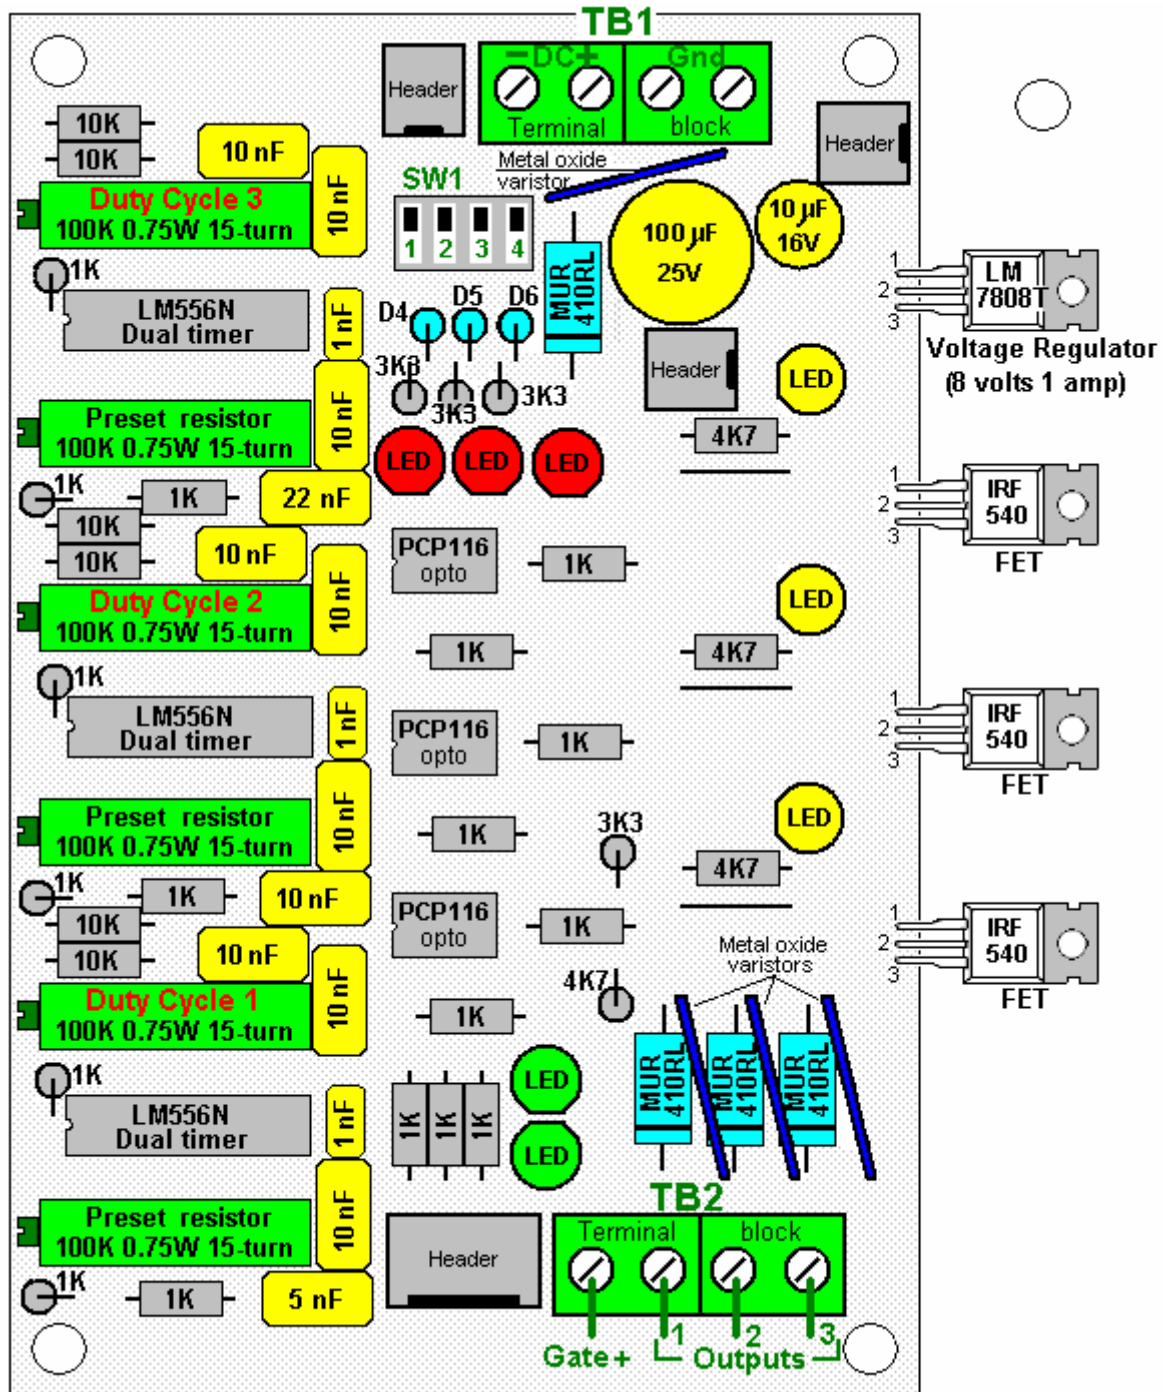 TB1
Header
- DC +
Gnd
Terminal
block
Header
Metal oxide
varistor
10K
10K
10 nF
10 nF
Duty Cycle 3
100K 0.75W 15-turn
SW1
1 2 3 4
MUR
410RL
100 µF
25V
10 µF
16V
1K
LM556N
Dual timer
1 nF
D4
D5
D6
3K3
3K3
3K3
Header
LED
1
2
3
LM
7808T
Voltage Regulator
(8 volts 1 amp)
Preset resistor
100K 0.75W 15-turn
10 nF
LED
LED
LED
4K7
1K
1K
22 nF
1
2
3
IRF
540
FET
10K
10K
10 nF
10 nF
PCP116
opto
1K
Duty Cycle 2
100K 0.75W 15-turn
LED
1K
4K7
1K
LM556N
Dual timer
1 nF
PCP116
opto
1K
1
2
3
IRF
540
FET
Preset resistor
100K 0.75W 15-turn
10 nF
1K
3K3
LED
4K7
1K
1K
10 nF
10K
10K
10 nF
10 nF
PCP116
opto
1K
1
2
3
IRF
540
FET
Metal oxide
varistors
4K7
Duty Cycle 1
100K 0.75W 15-turn
1K
MUR
410RL
MUR
410RL
MUR
410RL
1K
LM556N
Dual timer
1 nF
1K
1K
1K
LED
LED
TB2
Preset resistor
100K 0.75W 15-turn
10 nF
Header
Terminal
block
1K
1K
5 nF
1
2
3
Gate+
Outputs